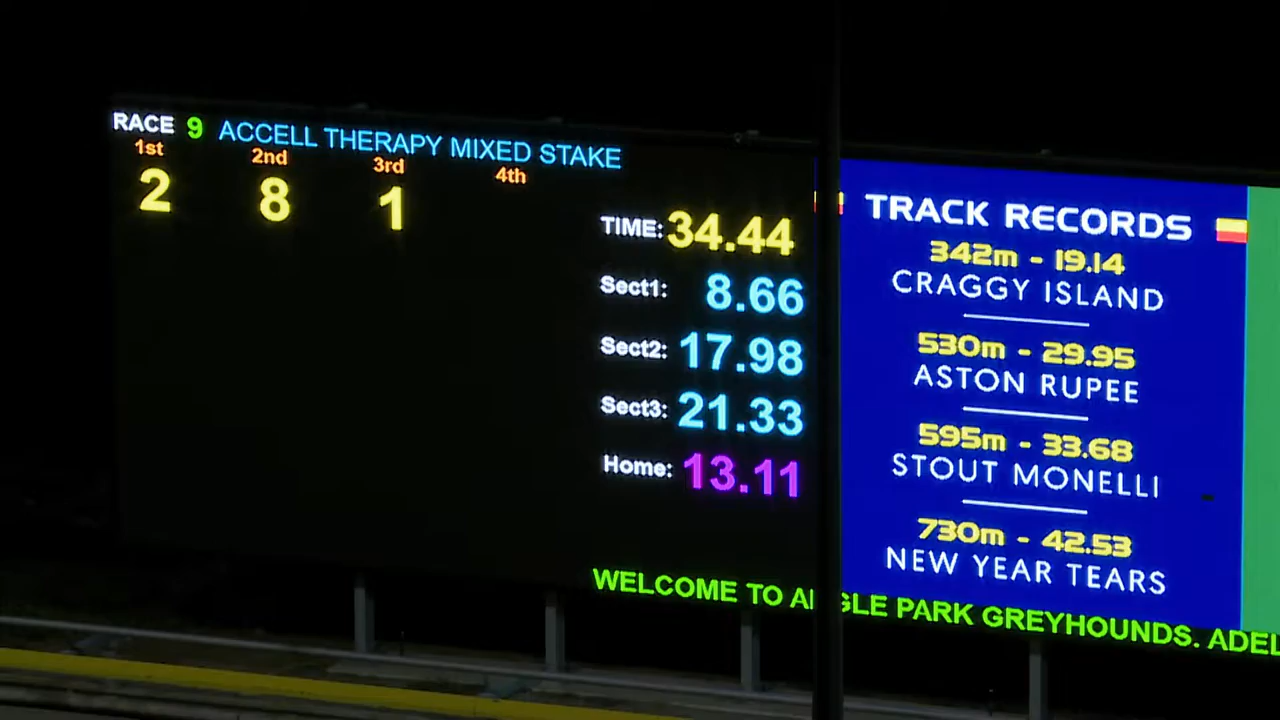 RACE 9 ACCELL THERAPY MIXED STAKE
1st 2nd 3rd 4th
2 8 1
TIME: 34.44
Sect1: 8.66
Sect2: 17.98
Sect3: 21.33
Home: 13.11
TRACK RECORDS
342m - 19.14
CRAGGY ISLAND
530m - 29.95
ASTON RUPEE
595m - 33.68
STOUT MONELLI
730m - 42.53
NEW YEAR TEARS
WELCOME TO A GLE PARK GREYHOUNDS. ADEL